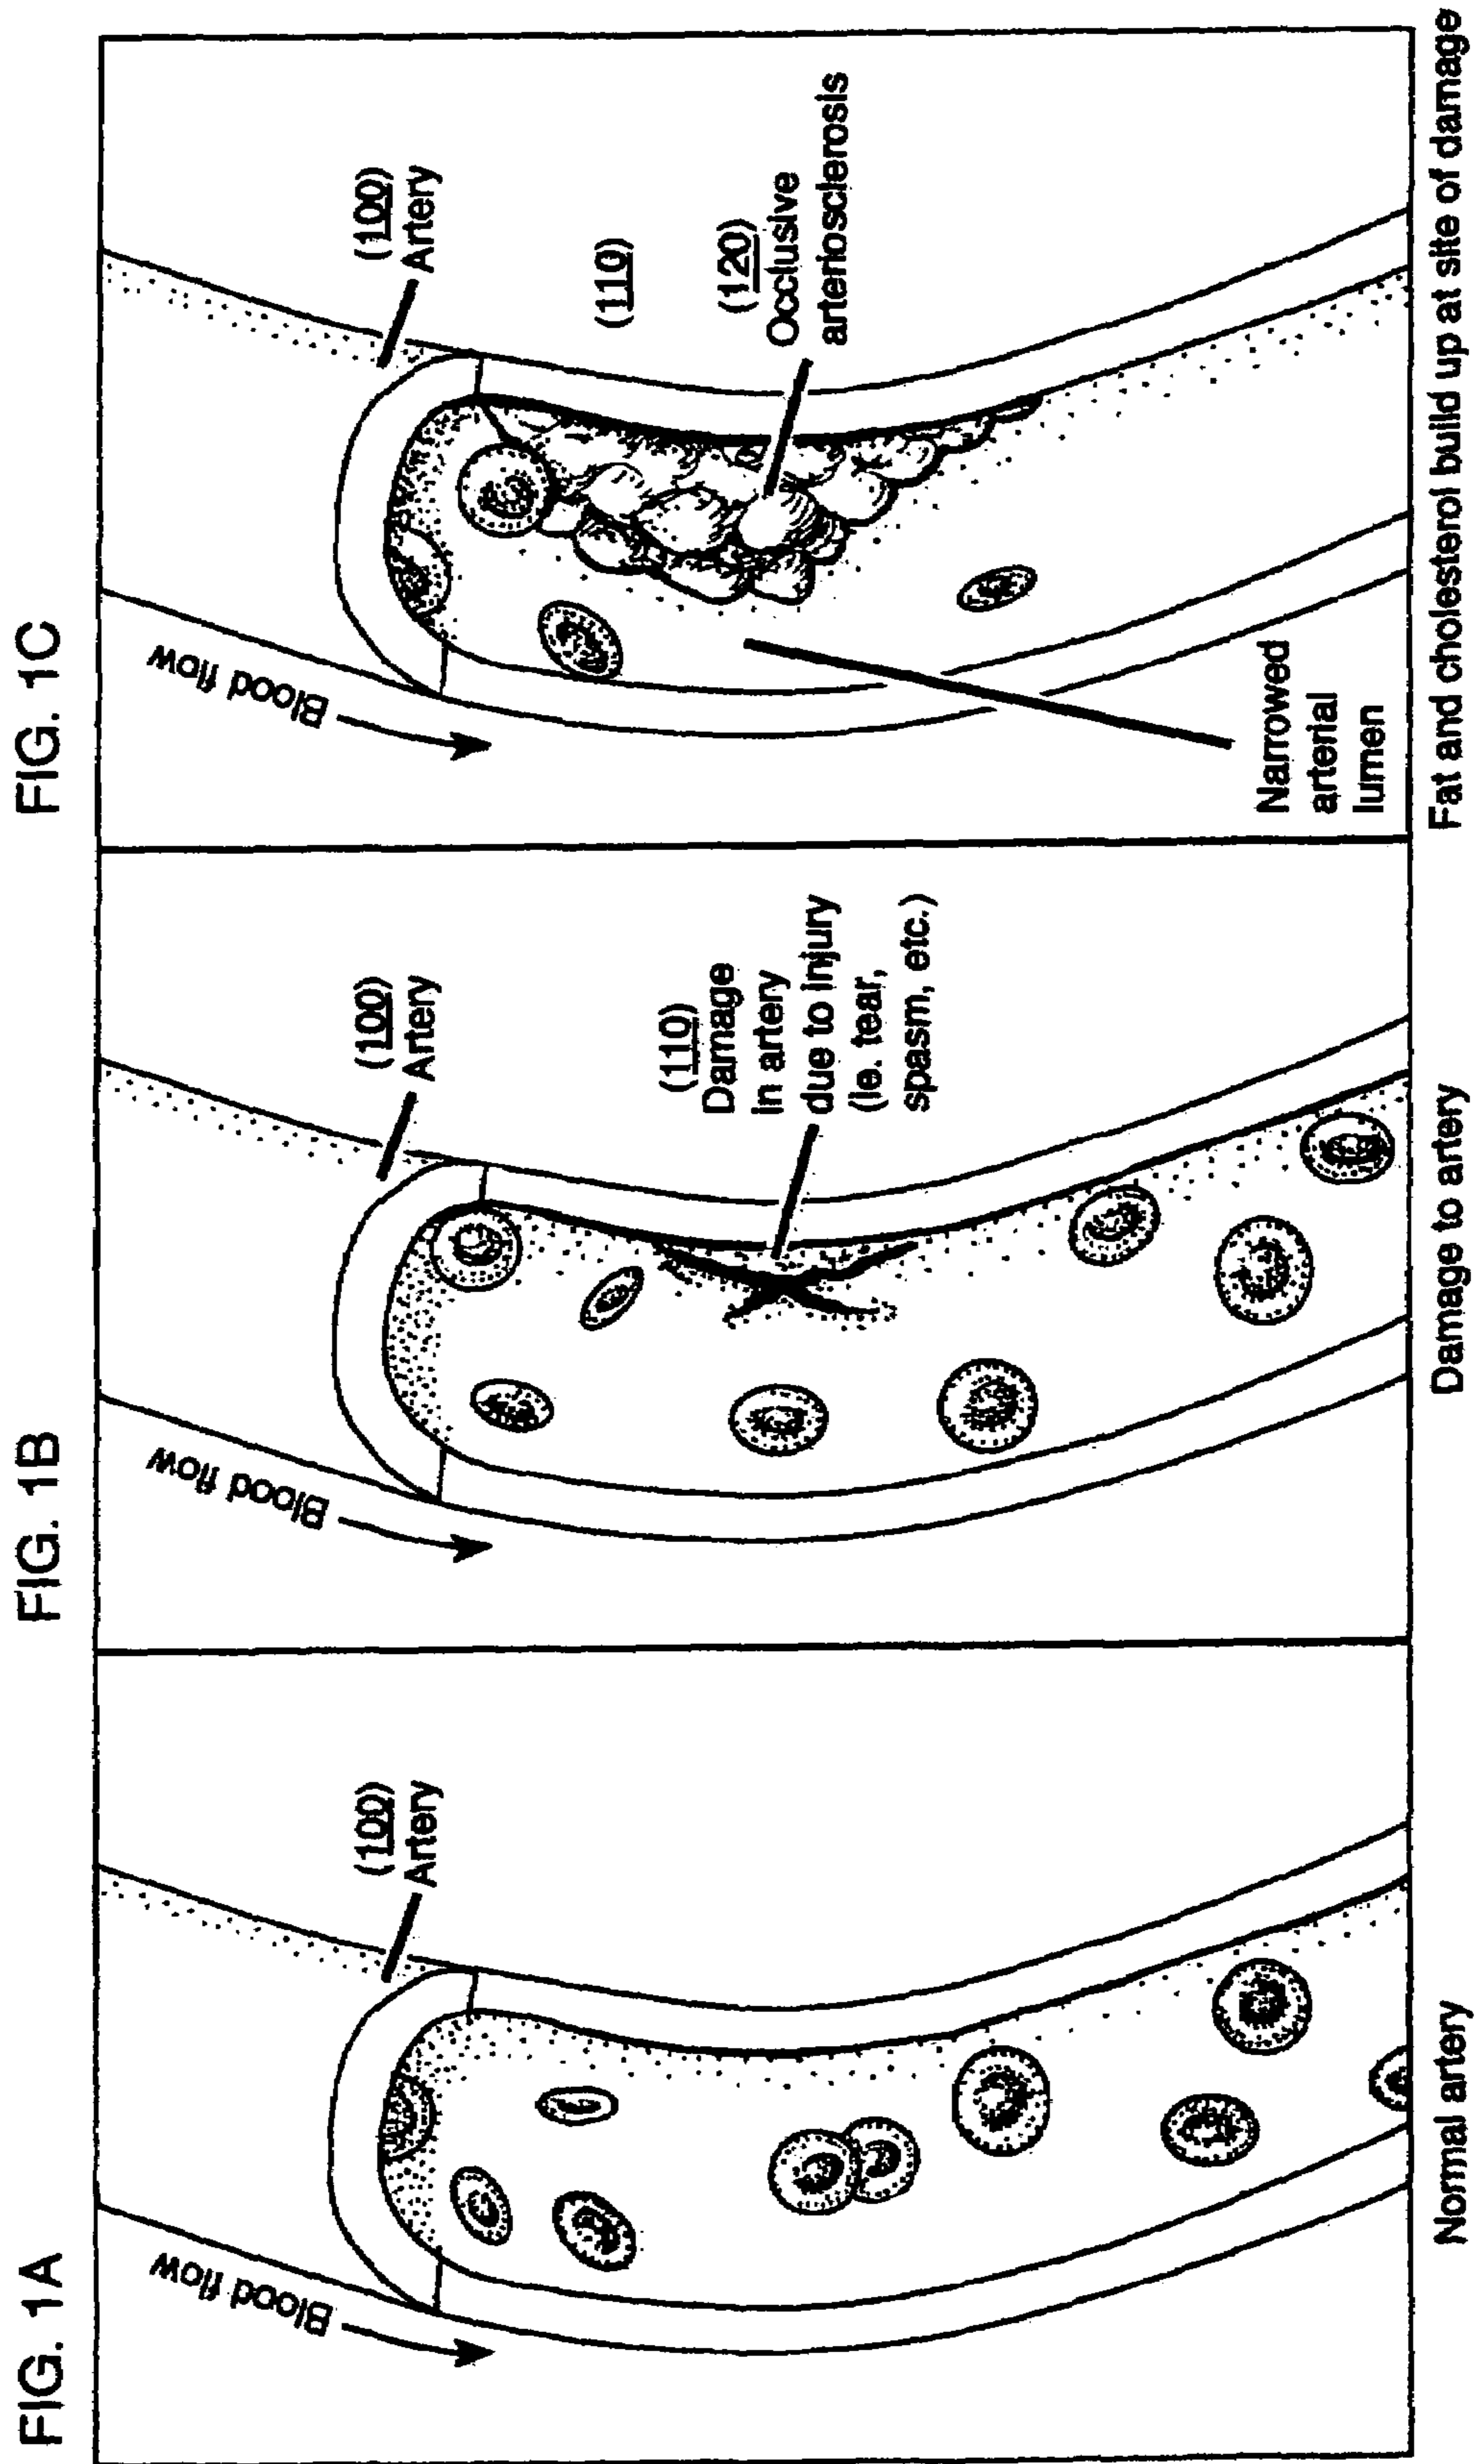 FIG. 1A
Blood flow
(100)
Artery
Normal artery
FIG. 1B
Blood flow
(100)
Artery
(110)
Damage
in artery
due to injury
(ie. tear,
spasm, etc.)
Damage to artery
FIG. 1C
Blood flow
(100)
Artery
(110)
(120)
Occlusive
arteriosclerosis
Narrowed
arterial
lumen
Fat and cholesterol build up at site of damage